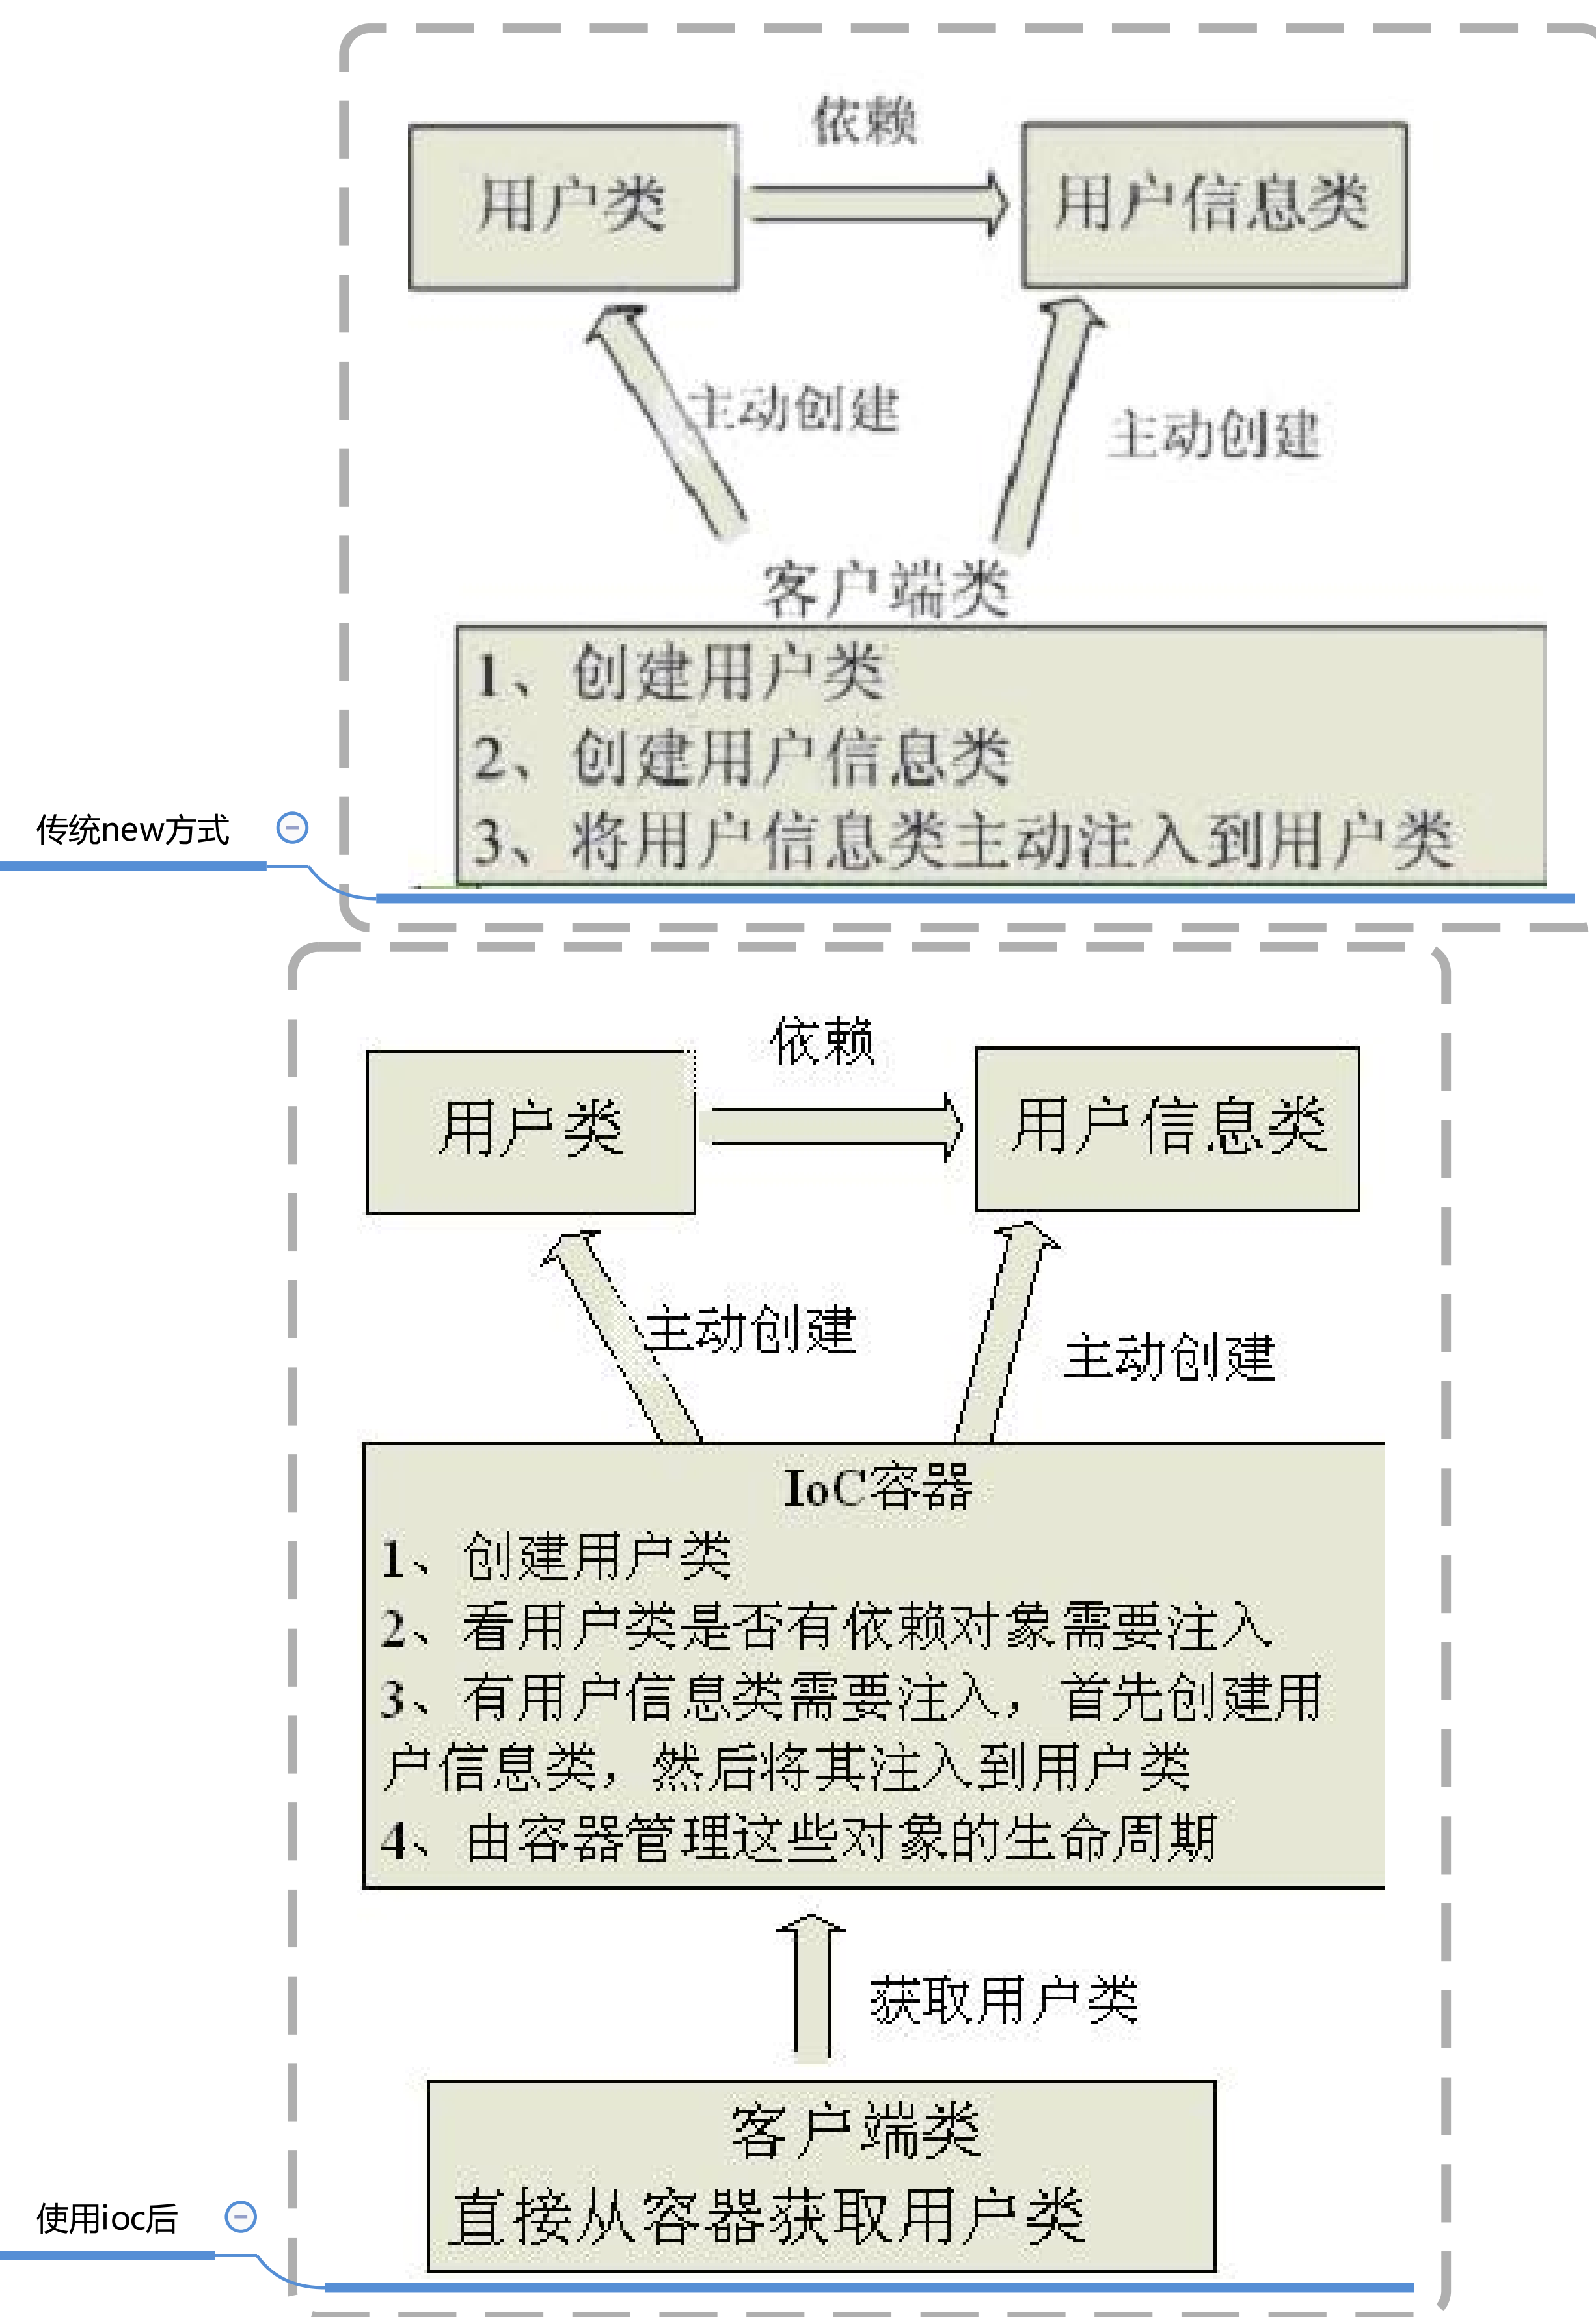 依赖
用户类
用户信息类
主动创建
主动创建
客户端类
1、创建用户类
2、创建用户信息类
3、将用户信息类主动注入到用户类
传统new方式
依赖
用户类
用户信息类
主动创建
主动创建
IoC容器
1、创建用户类
2、看用户类是否有依赖对象需要注入
3、有用户信息类需要注入，首先创建用
户信息类，然后将其注入到用户类
4、由容器管理这些对象的生命周期
获取用户类
客户端类
直接从容器获取用户类
使用ioc后